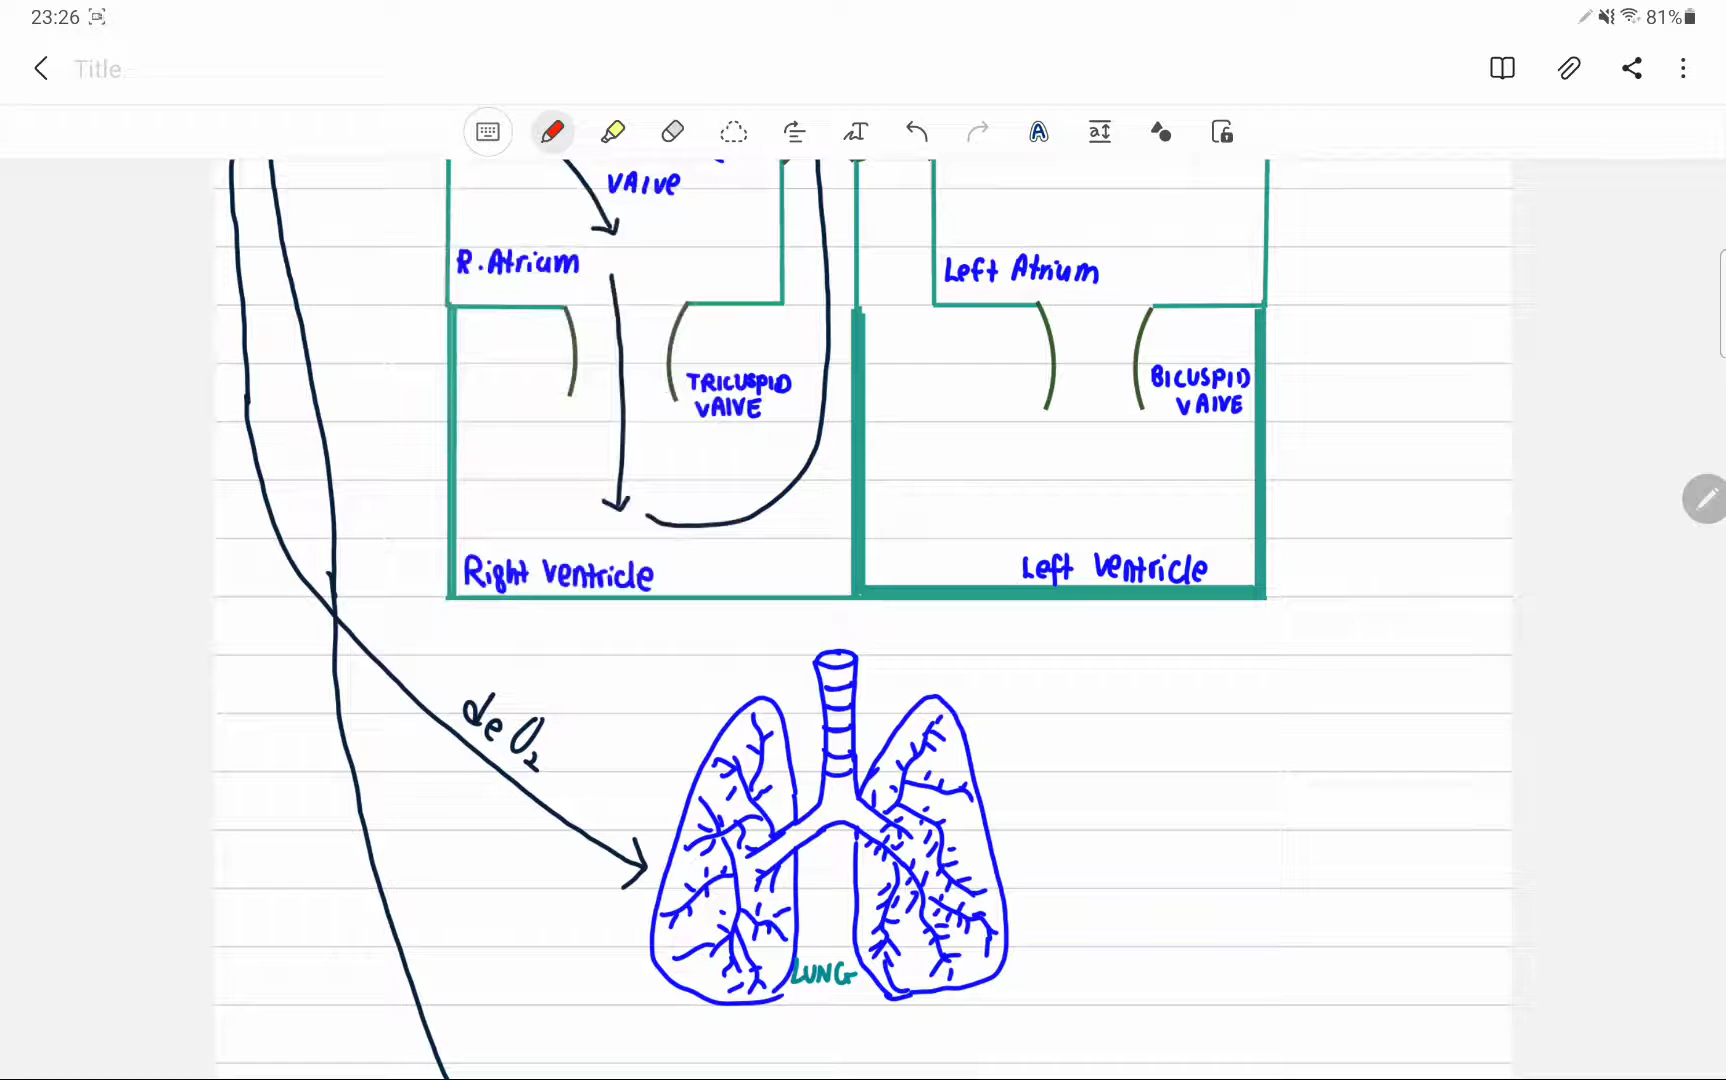 23:26
81%
Title
VAlVe
R. Atrium
Left Atrium
TRICUSPID
VAlVE
BICUSPID
VAlVE
Right Ventricle
Left Ventricle
de O₂
LUNG